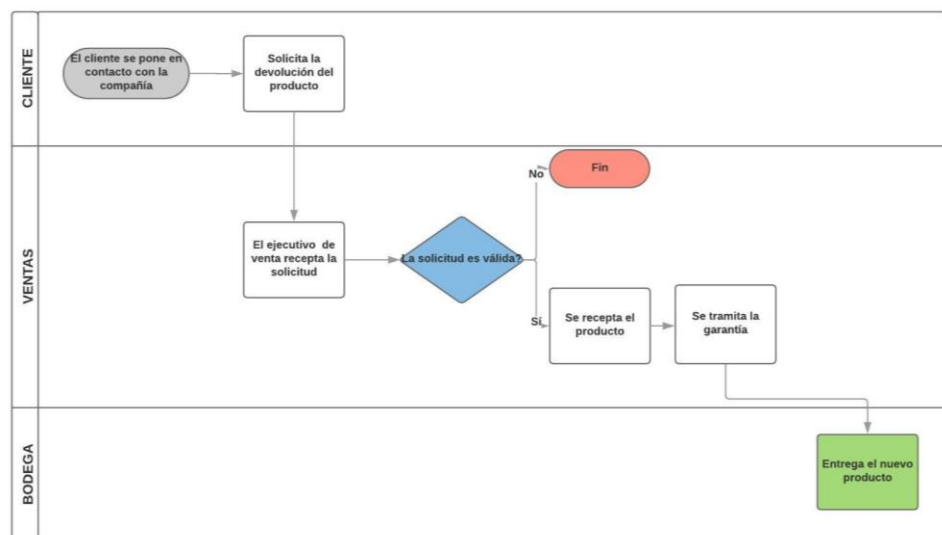 CLIENTE
El cliente se pone en
contacto con la
compañía
Solicita la
devolución del
producto
VENTAS
El ejecutivo de
venta recepta la
solicitud
La solicitud es válida?
No
Fin
Sí
Se recepta el
producto
Se tramita la
garantía
BODEGA
Entrega el nuevo
producto